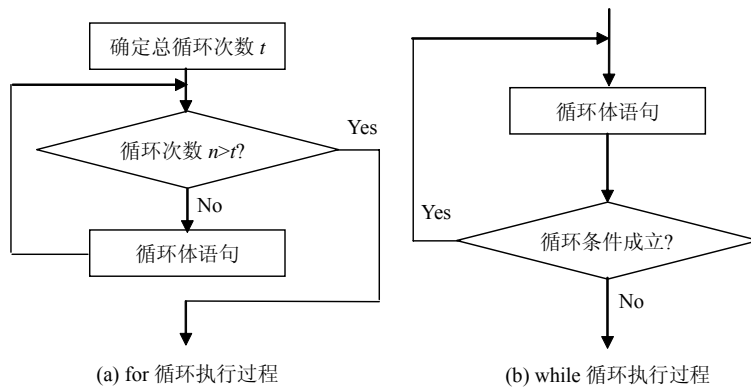 确定总循环次数 t
循环次数 n>t?
Yes
No
循环体语句
(a) for 循环执行过程
循环体语句
Yes
循环条件成立?
No
(b) while 循环执行过程